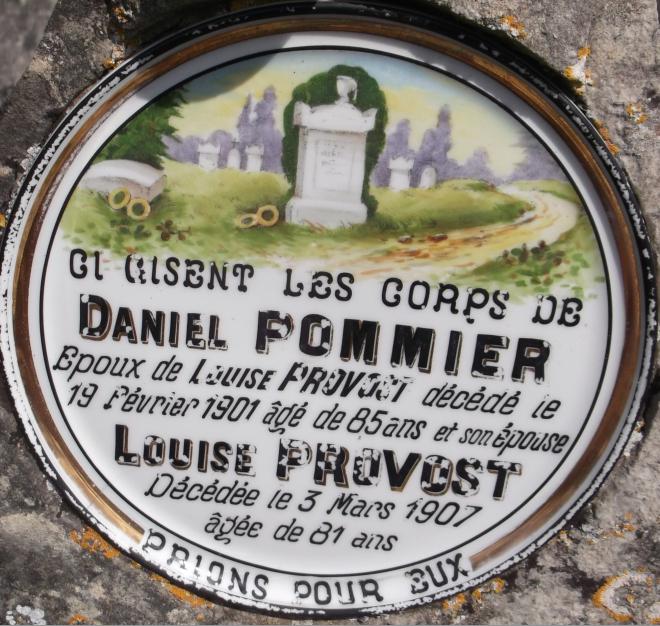 CI GISENT LES CORPS DE
DANIEL POMMIER
Epoux de LOUISE PROVOST décédé le
19 Février 1901 âgé de 85 ans et son épouse
LOUISE PROVOST
Décédée le 3 Mars 1907
âgée de 81 ans
PRIONS POUR EUX